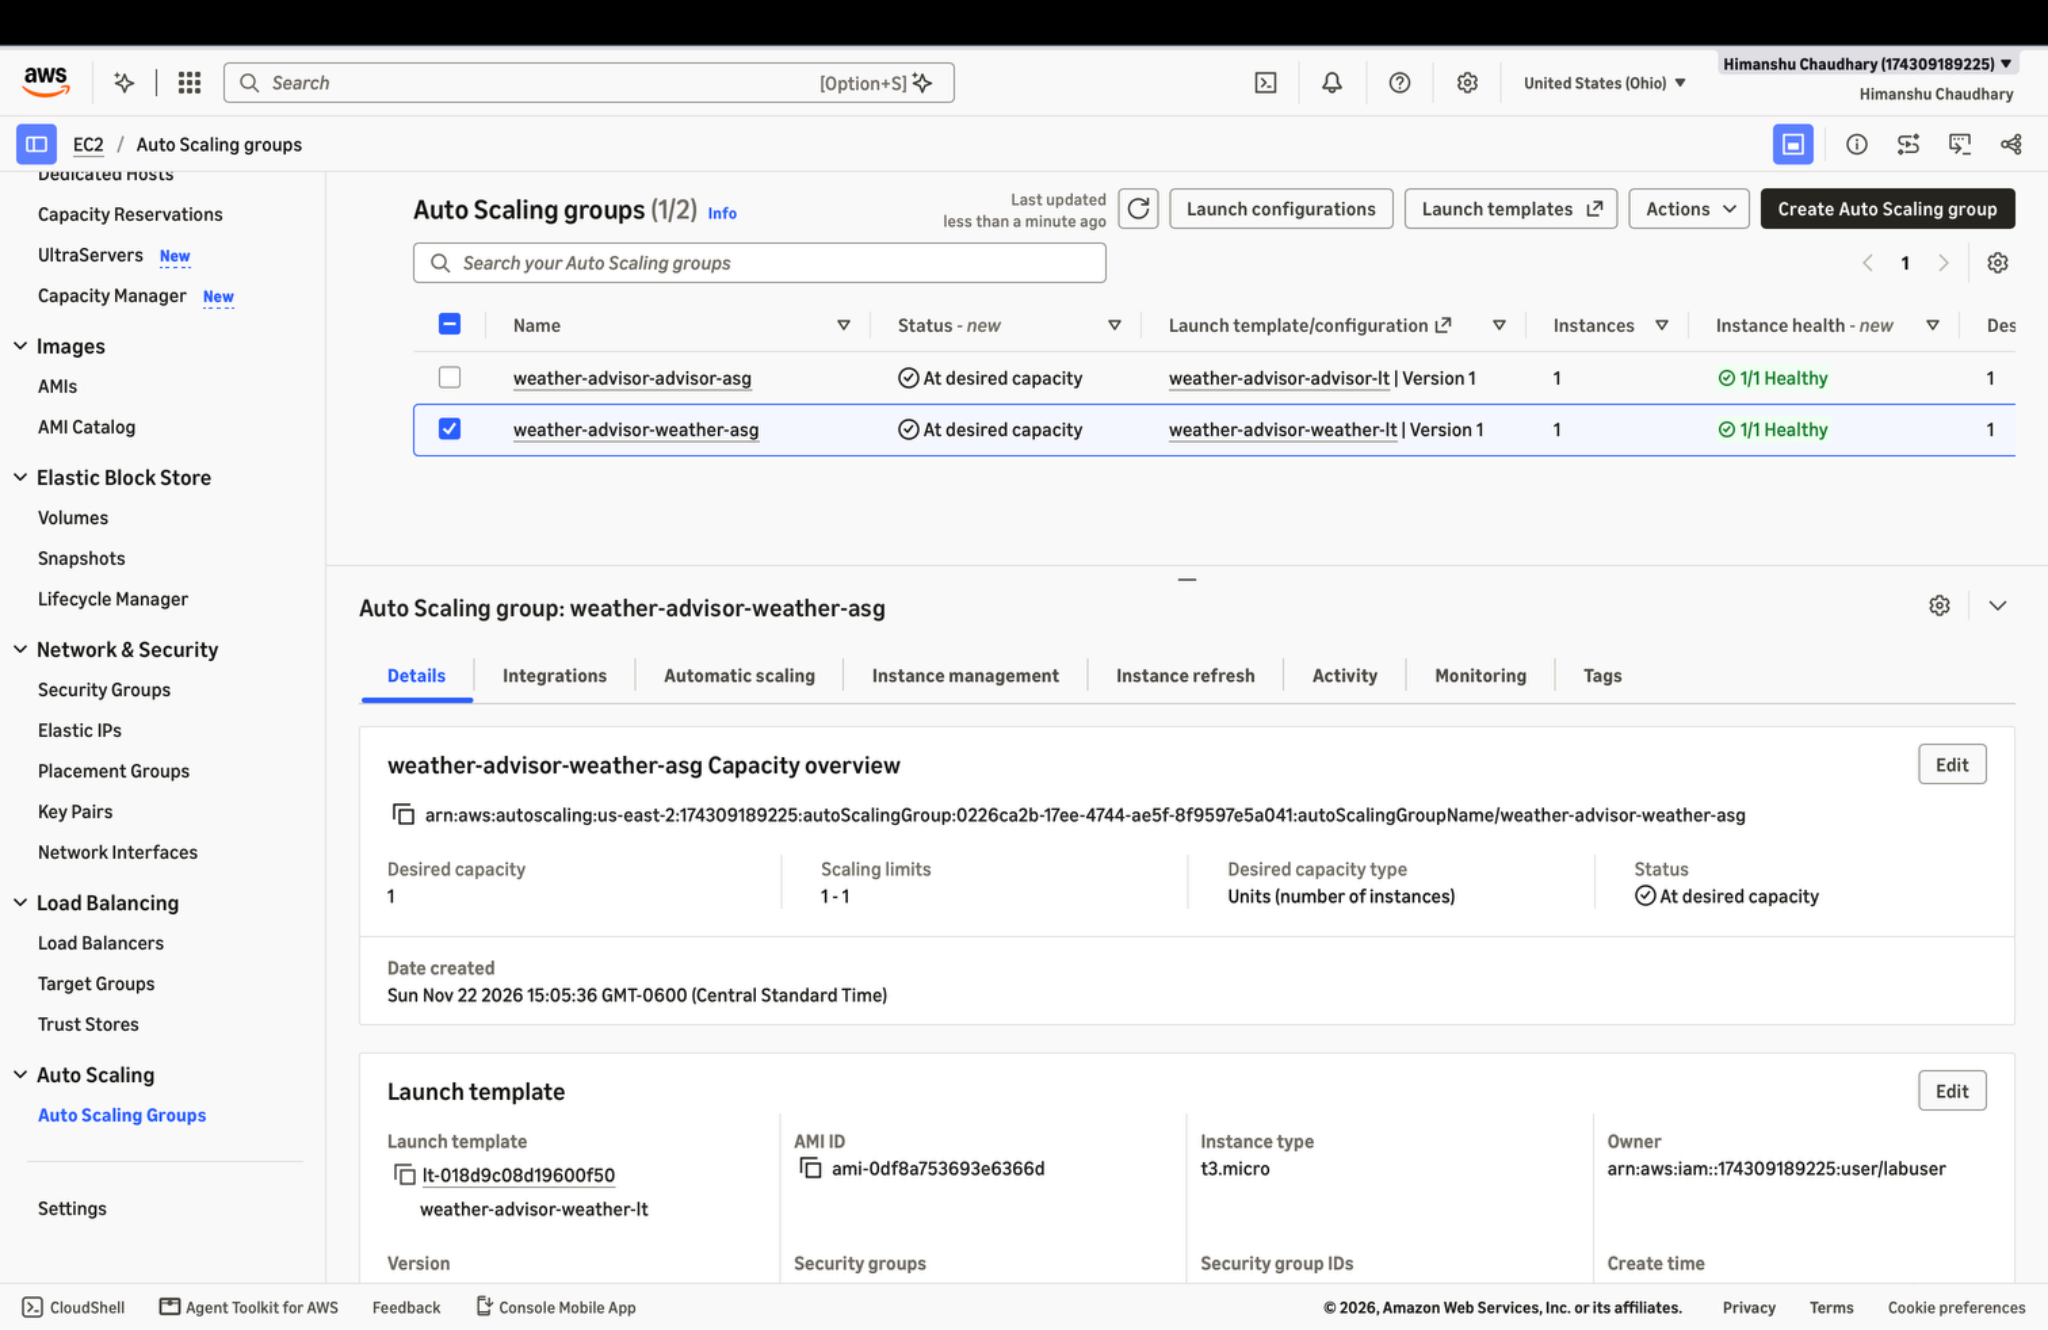 aws
Search [Option+S]
United States (Ohio)
Himanshu Chaudhary (174309189225)
Himanshu Chaudhary
EC2 / Auto Scaling groups
Dedicated Hosts
Capacity Reservations
UltraServers New
Capacity Manager New
Images
AMIs
AMI Catalog
Elastic Block Store
Volumes
Snapshots
Lifecycle Manager
Network & Security
Security Groups
Elastic IPs
Placement Groups
Key Pairs
Network Interfaces
Load Balancing
Load Balancers
Target Groups
Trust Stores
Auto Scaling
Auto Scaling Groups
Settings
Auto Scaling groups (1/2) Info
Last updated
less than a minute ago
Launch configurations
Launch templates
Actions
Create Auto Scaling group
Search your Auto Scaling groups
1
Name Status - new Launch template/configuration Instances Instance health - new Des
weather-advisor-advisor-asg At desired capacity weather-advisor-advisor-lt | Version 1 1 1/1 Healthy 1
weather-advisor-weather-asg At desired capacity weather-advisor-weather-lt | Version 1 1 1/1 Healthy 1
Auto Scaling group: weather-advisor-weather-asg
Details Integrations Automatic scaling Instance management Instance refresh Activity Monitoring Tags
weather-advisor-weather-asg Capacity overview
Edit
arn:aws:autoscaling:us-east-2:174309189225:autoScalingGroup:0226ca2b-17ee-4744-ae5f-8f9597e5a041:autoScalingGroupName/weather-advisor-weather-asg
Desired capacity
1
Scaling limits
1 - 1
Desired capacity type
Units (number of instances)
Status
At desired capacity
Date created
Sun Nov 22 2026 15:05:36 GMT-0600 (Central Standard Time)
Launch template
Edit
Launch template
lt-018d9c08d19600f50
weather-advisor-weather-lt
AMI ID
ami-0df8a753693e6366d
Instance type
t3.micro
Owner
arn:aws:iam::174309189225:user/labuser
Version
Security groups
Security group IDs
Create time
CloudShell Agent Toolkit for AWS Feedback Console Mobile App
© 2026, Amazon Web Services, Inc. or its affiliates. Privacy Terms Cookie preferences